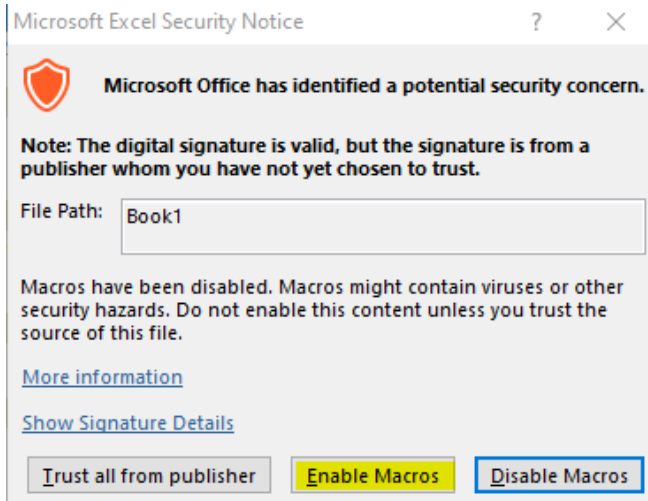 Microsoft Excel Security Notice ? ×
Microsoft Office has identified a potential security concern.
Note: The digital signature is valid, but the signature is from a
publisher whom you have not yet chosen to trust.
File Path: Book1
Macros have been disabled. Macros might contain viruses or other
security hazards. Do not enable this content unless you trust the
source of this file.
More information
Show Signature Details
Trust all from publisher Enable Macros Disable Macros